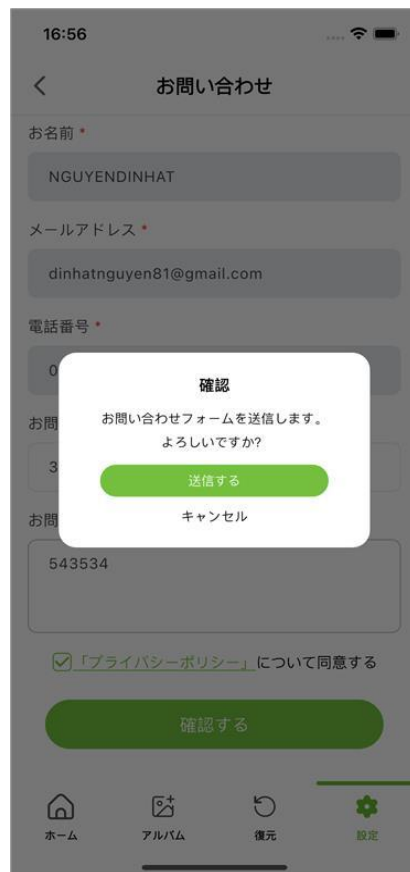 16:56
お問い合わせ
お名前 *
NGUYENDINHAT
メールアドレス *
dinhatnguyen81@gmail.com
電話番号 *
0
確認
お問い合わせフォームを送信します。
よろしいですか?
お問
3
送信する
キャンセル
お問
543534
「プライバシーポリシー」について同意する
確認する
ホーム
アルバム
復元
設定